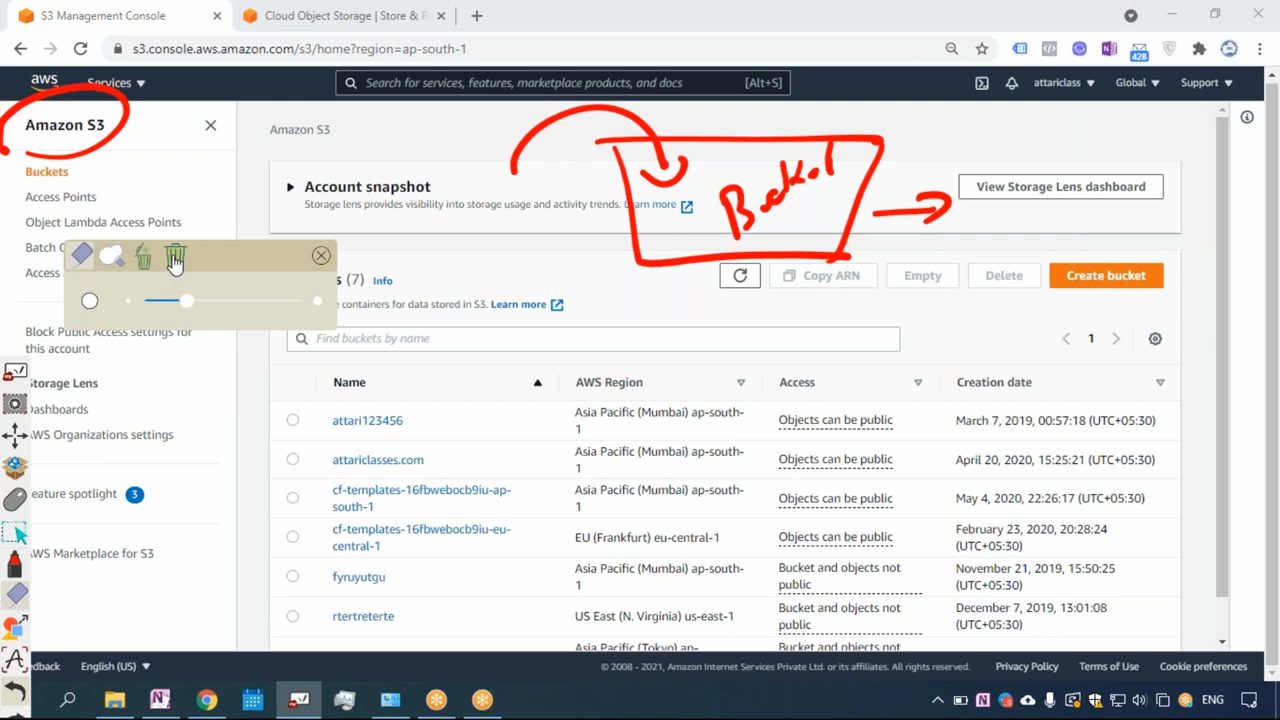 S3 Management Console
Cloud Object Storage | Store & R
s3.console.aws.amazon.com/s3/home?region=ap-south-1
428
aws
Services
Search for services, features, marketplace products, and docs
[Alt+S]
attariclass
Global
Support
Amazon S3
Buckets
Access Points
Object Lambda Access Points
Batch O
Access
Block Public Access settings for
this account
Storage Lens
Dashboards
AWS Organizations settings
eature spotlight 3
AWS Marketplace for S3
Amazon S3
Account snapshot
Storage lens provides visibility into storage usage and activity trends. Learn more
View Storage Lens dashboard
Bucket
s (7) Info
e containers for data stored in S3. Learn more
Copy ARN
Empty
Delete
Create bucket
Find buckets by name
1
Name AWS Region Access Creation date
attari123456 Asia Pacific (Mumbai) ap-south-1 Objects can be public March 7, 2019, 00:57:18 (UTC+05:30)
attariclasses.com Asia Pacific (Mumbai) ap-south-1 Objects can be public April 20, 2020, 15:25:21 (UTC+05:30)
cf-templates-16fbwebocb9iu-ap-south-1 Asia Pacific (Mumbai) ap-south-1 Objects can be public May 4, 2020, 22:26:17 (UTC+05:30)
cf-templates-16fbwebocb9iu-eu-central-1 EU (Frankfurt) eu-central-1 Objects can be public February 23, 2020, 20:28:24 (UTC+05:30)
fyruyutgu Asia Pacific (Mumbai) ap-south-1 Bucket and objects not public November 21, 2019, 15:50:25 (UTC+05:30)
rtertreterte US East (N. Virginia) us-east-1 Bucket and objects not public December 7, 2019, 13:01:08 (UTC+05:30)
Asia Pacific (Tokyo) ap- Bucket and objects not
edback
English (US)
© 2008 - 2021, Amazon Internet Services Private Ltd. or its affiliates. All rights reserved.
Privacy Policy
Terms of Use
Cookie preferences
ENG